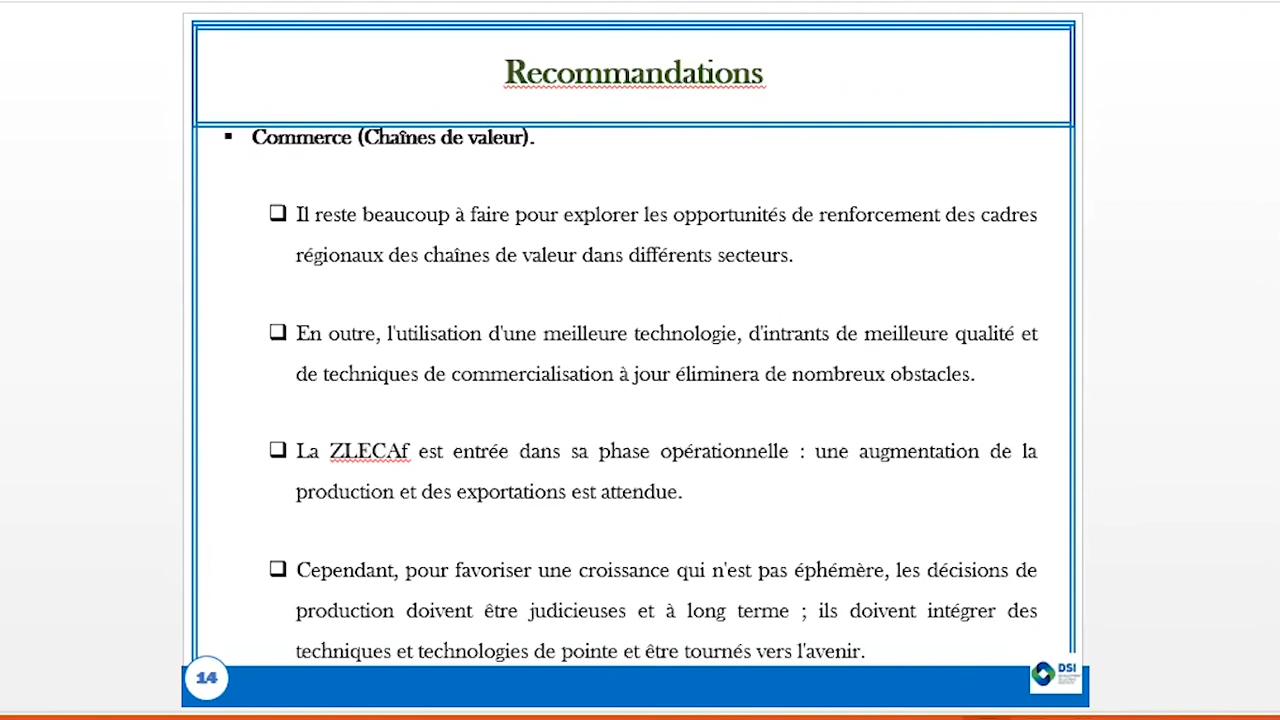 Recommandations
Commerce (Chaînes de valeur).
Il reste beaucoup à faire pour explorer les opportunités de renforcement des cadres
régionaux des chaînes de valeur dans différents secteurs.
En outre, l'utilisation d'une meilleure technologie, d'intrants de meilleure qualité et
de techniques de commercialisation à jour éliminera de nombreux obstacles.
La ZLECAf est entrée dans sa phase opérationnelle : une augmentation de la
production et des exportations est attendue.
Cependant, pour favoriser une croissance qui n'est pas éphémère, les décisions de
production doivent être judicieuses et à long terme ; ils doivent intégrer des
techniques et technologies de pointe et être tournés vers l'avenir.
14
DSI